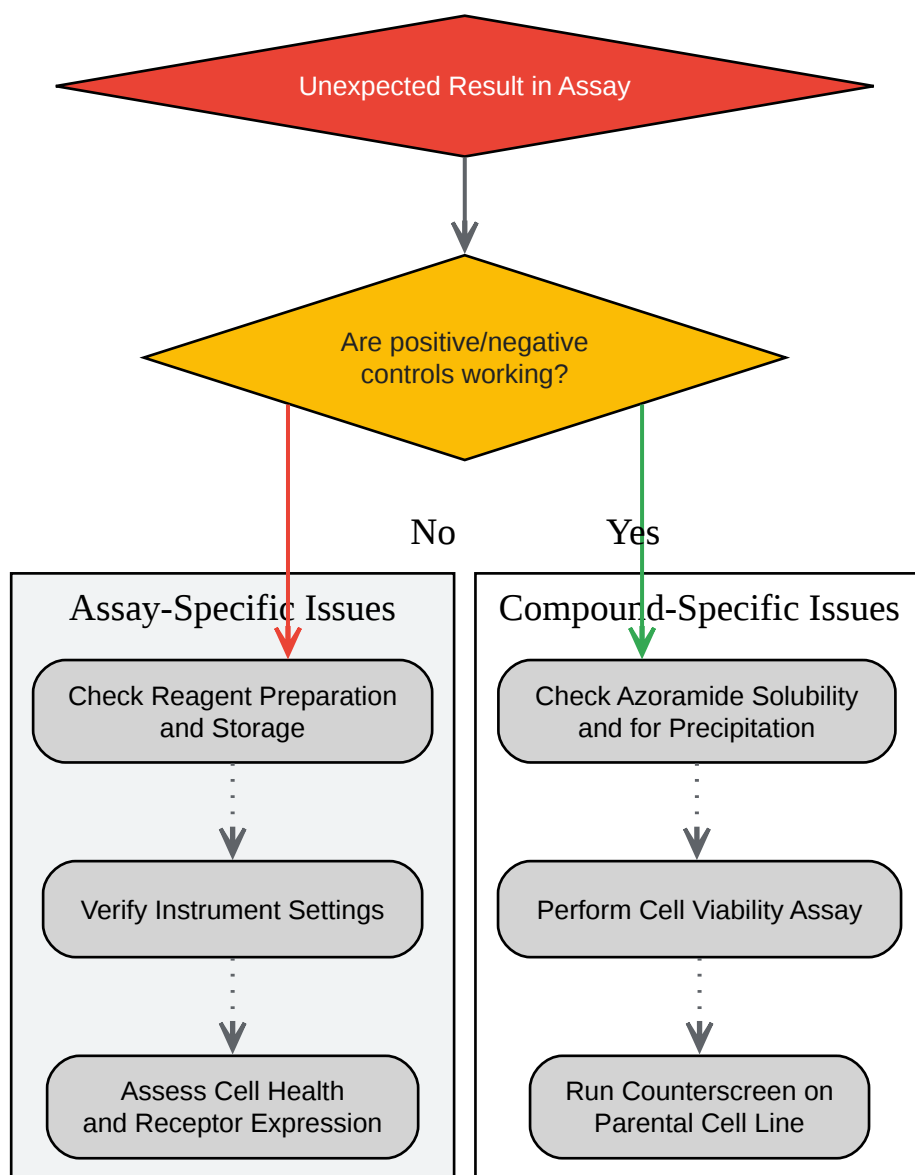 Unexpected Result in Assay
Are positive/negative
controls working?
No
Yes
Assay-Specific Issues
Check Reagent Preparation
and Storage
Verify Instrument Settings
Assess Cell Health
and Receptor Expression
Compound-Specific Issues
Check Azoramide Solubility
and for Precipitation
Perform Cell Viability Assay
Run Counterscreen on
Parental Cell Line